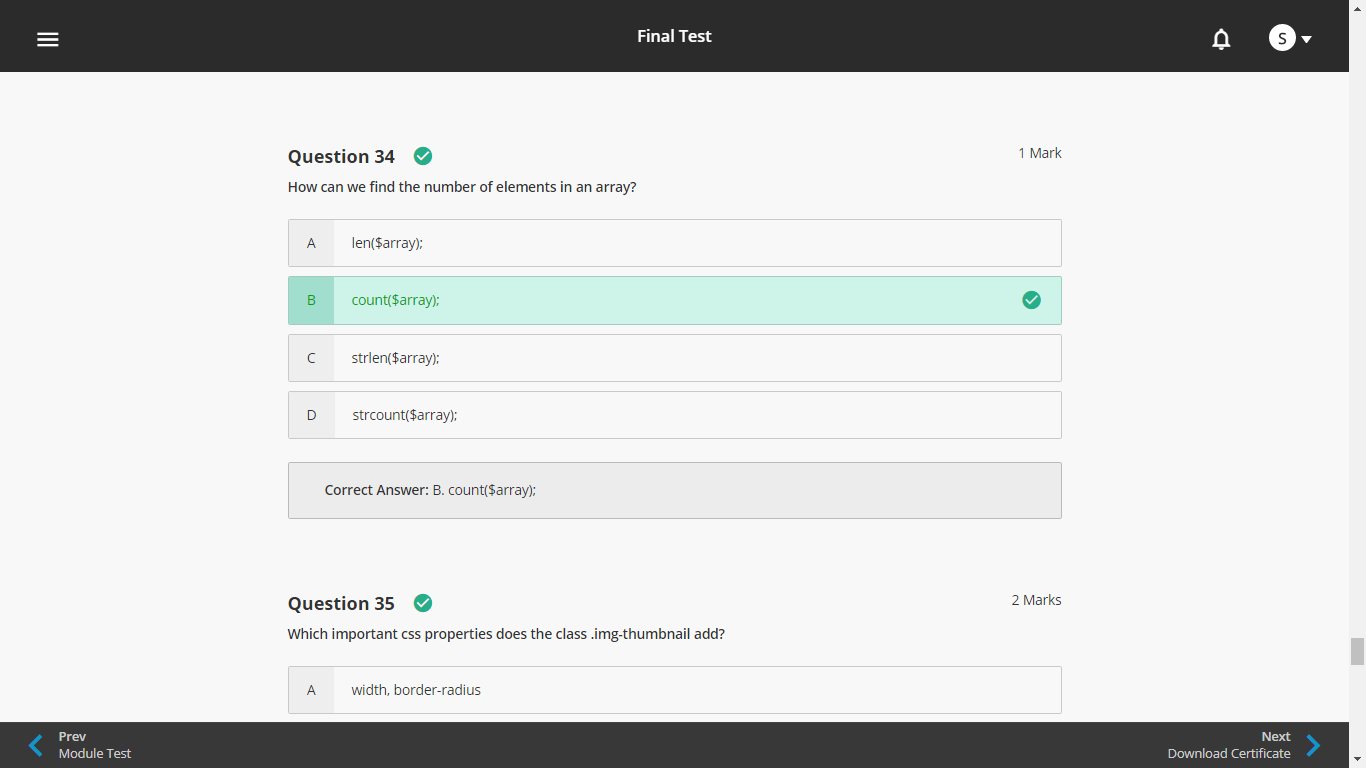 Final Test
S
Question 34
1 Mark
How can we find the number of elements in an array?
A len($array);
B count($array);
C strlen($array);
D strcount($array);
Correct Answer: B. count($array);
Question 35
2 Marks
Which important css properties does the class .img-thumbnail add?
A width, border-radius
Prev
Module Test
Next
Download Certificate